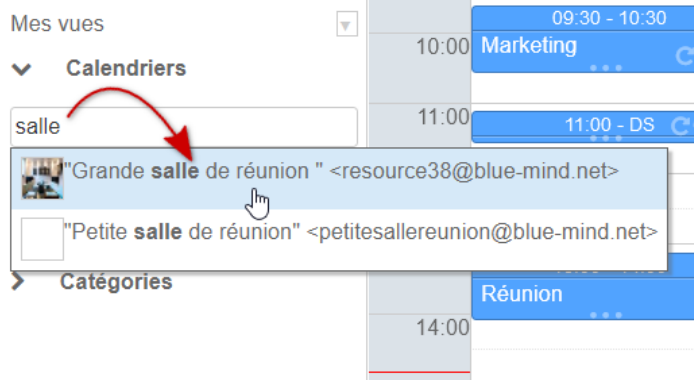 Mes vues
Calendriers
salle
"Grande salle de réunion " <resource38@blue-mind.net>
"Petite salle de réunion" <petitesallereunion@blue-mind.net>
Catégories
10:00
11:00
14:00
09:30 - 10:30
Marketing
11:00 - DS
Réunion